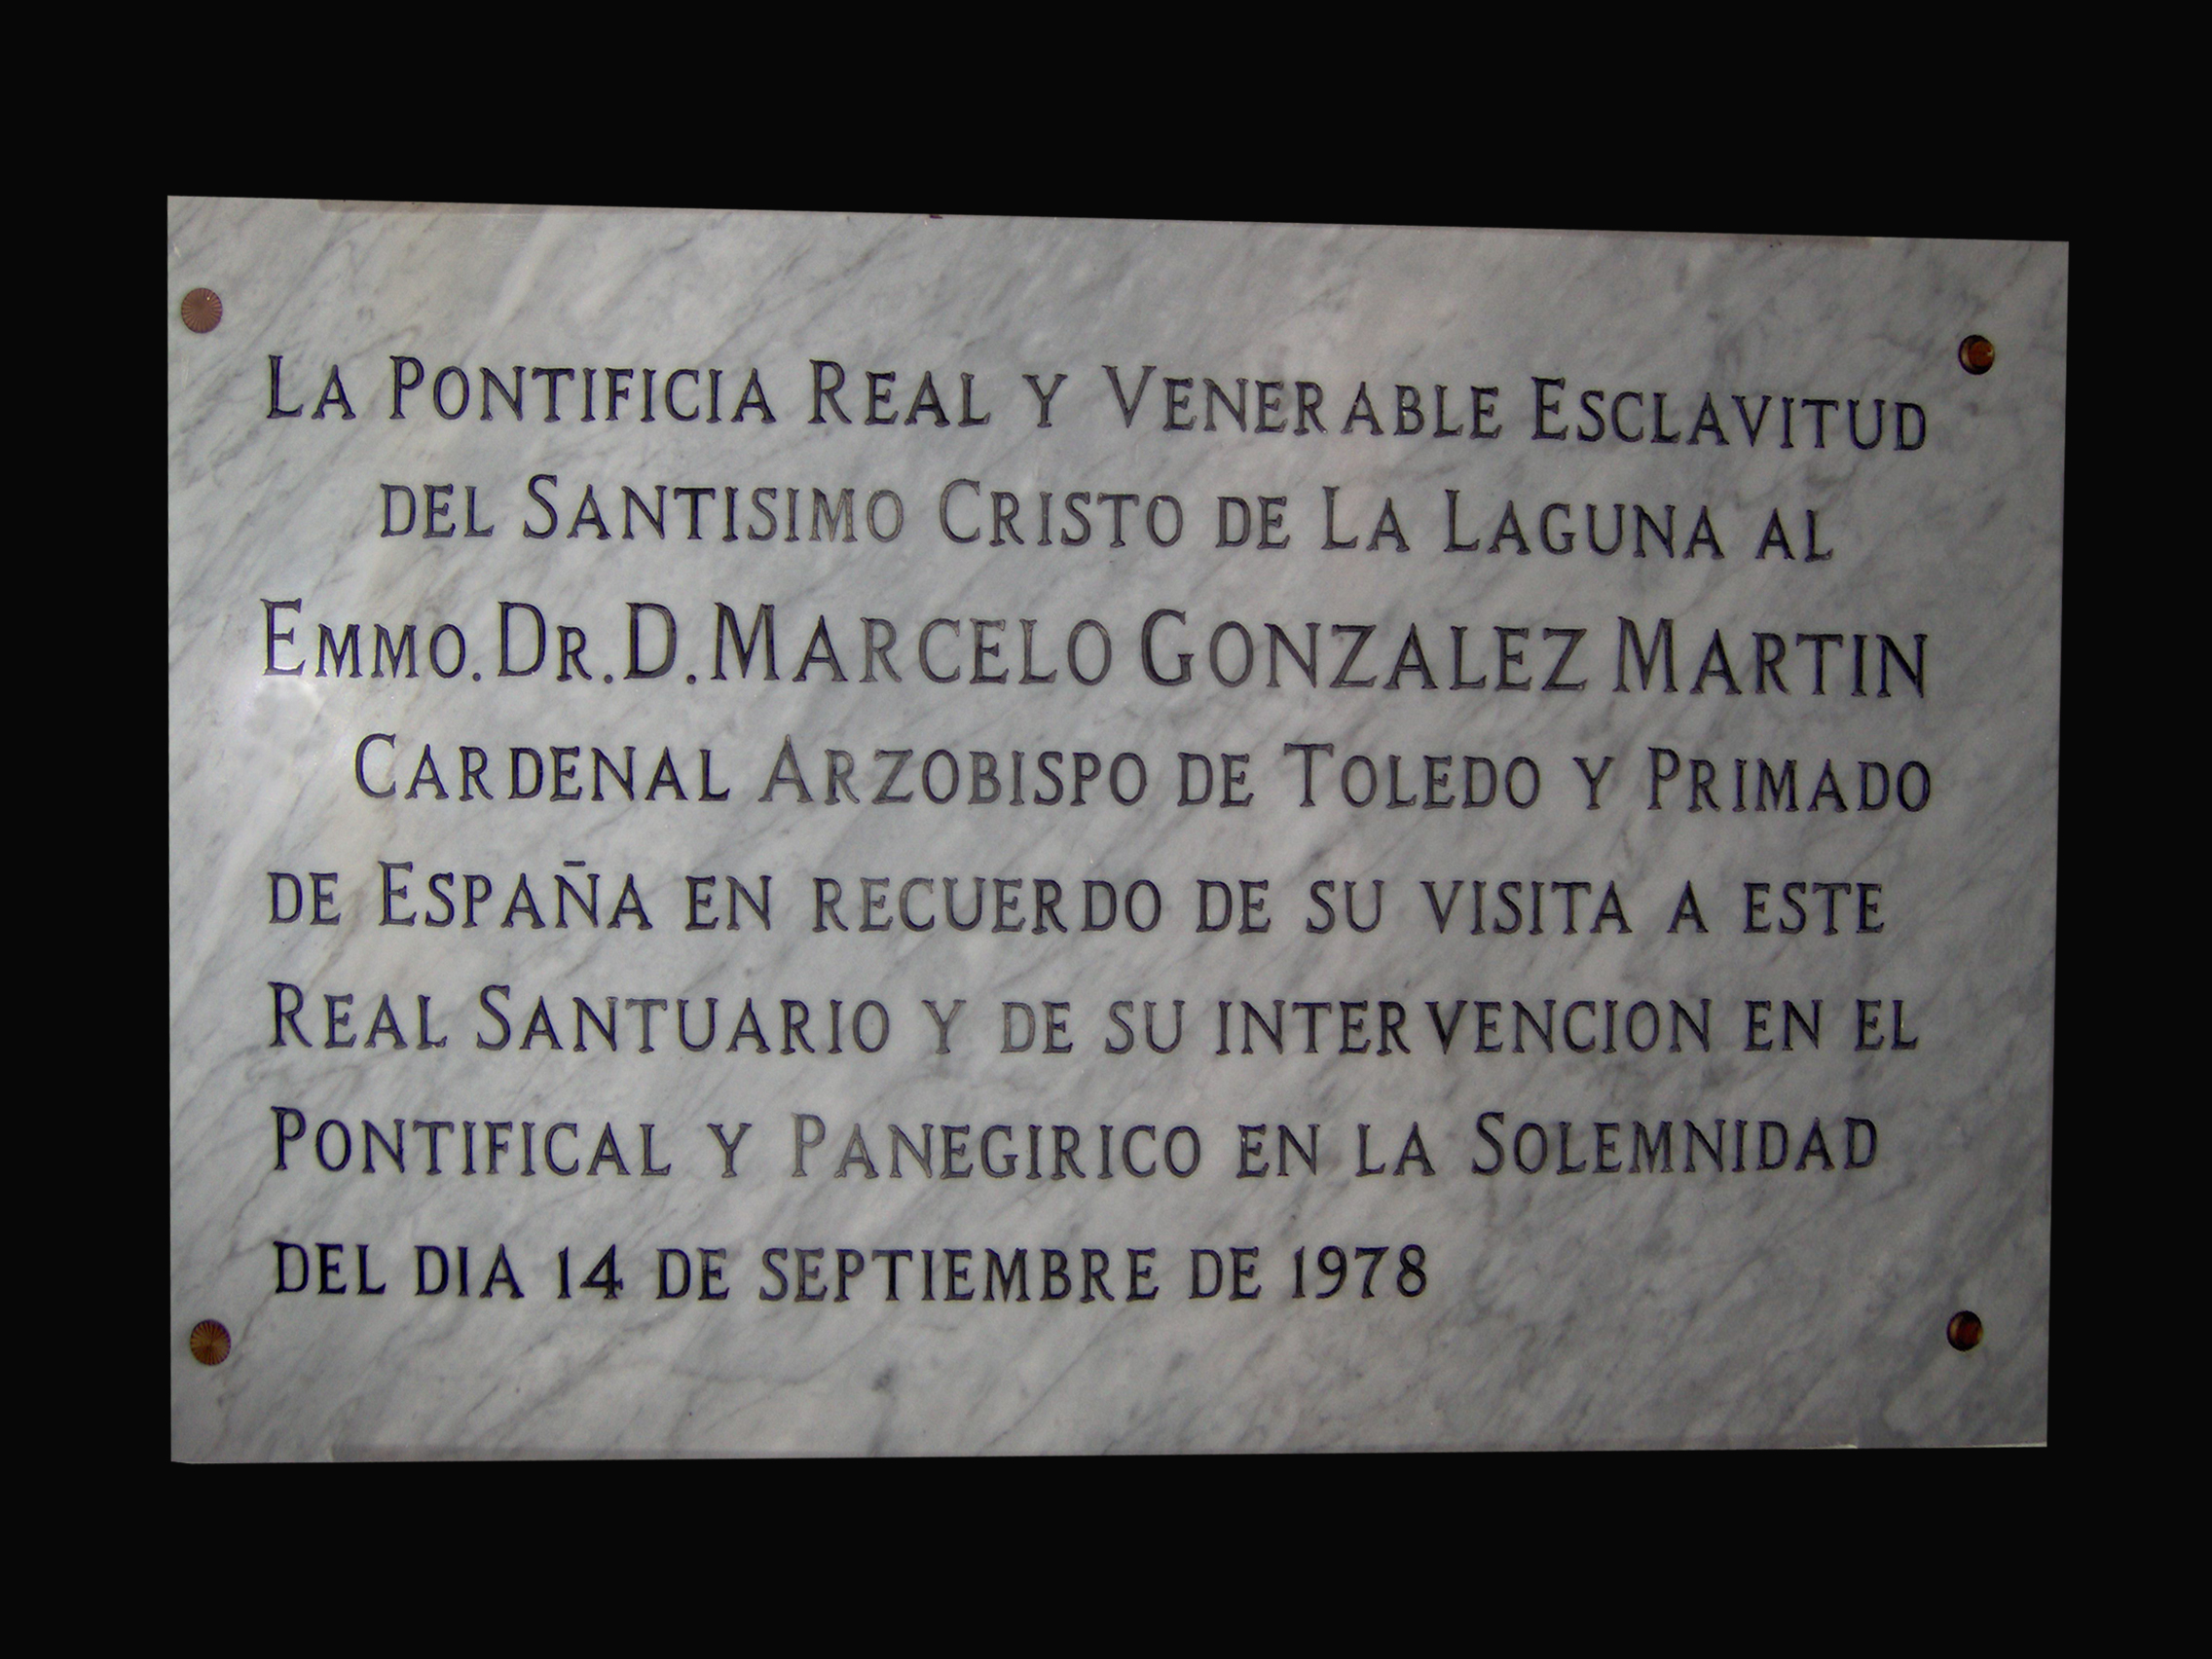 La Pontificia Real y Venerable Esclavitud
del Santisimo Cristo de La Laguna al
Emmo. Dr. D. Marcelo Gonzalez Martin
Cardenal Arzobispo de Toledo y Primado
de España en recuerdo de su visita a este
Real Santuario y de su intervencion en el
Pontifical y Panegirico en la Solemnidad
del dia 14 de septiembre de 1978